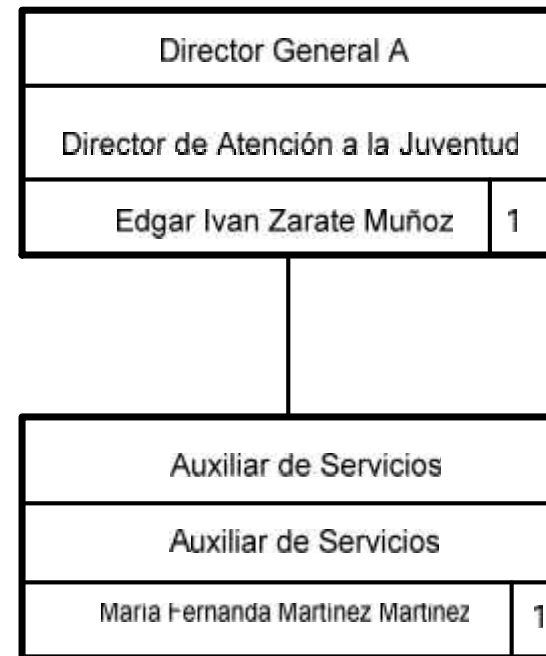 Director General A
Director de Atención a la Juventud
Edgar Ivan Zarate Muñoz 1
Auxiliar de Servicios
Auxiliar de Servicios
Maria Fernanda Martinez Martinez 1